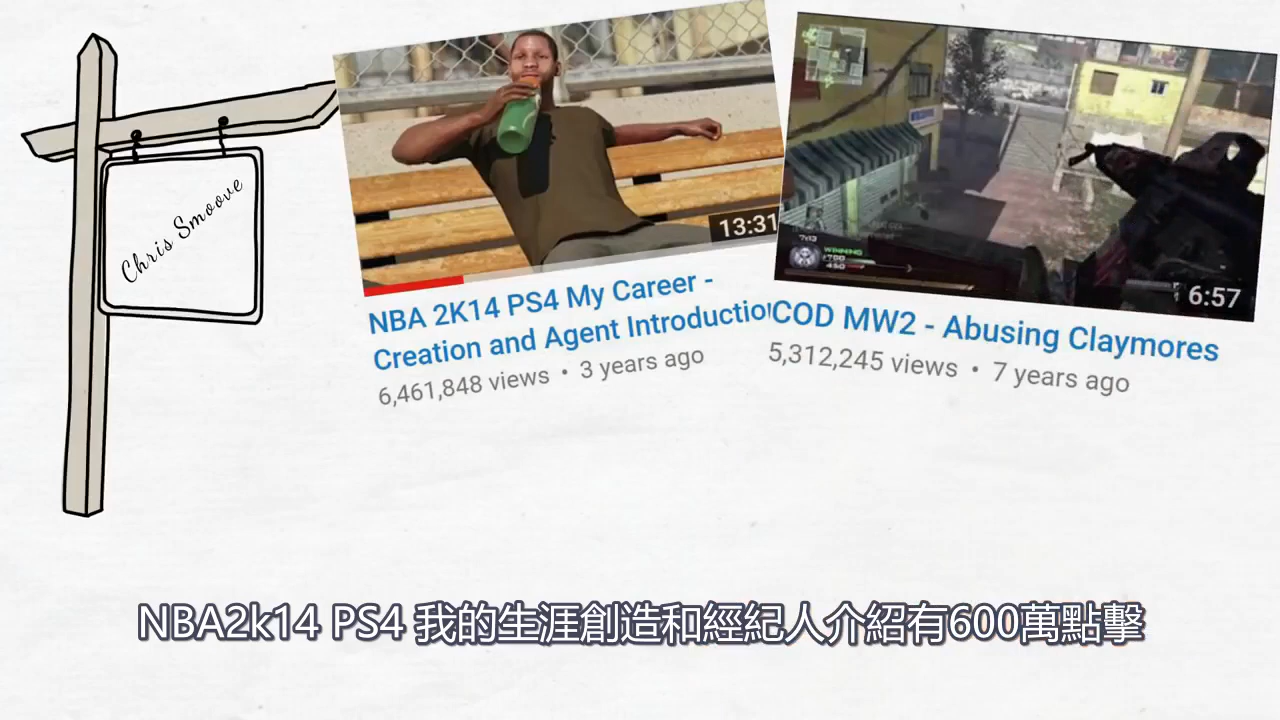 Chris Smoove
13:31
NBA 2K14 PS4 My Career -
Creation and Agent Introduction
6,461,848 views • 3 years ago
WINNING
6:57
COD MW2 - Abusing Claymores
5,312,245 views • 7 years ago
NBA2k14 PS4 我的生涯創造和經紀人介紹有600萬點擊